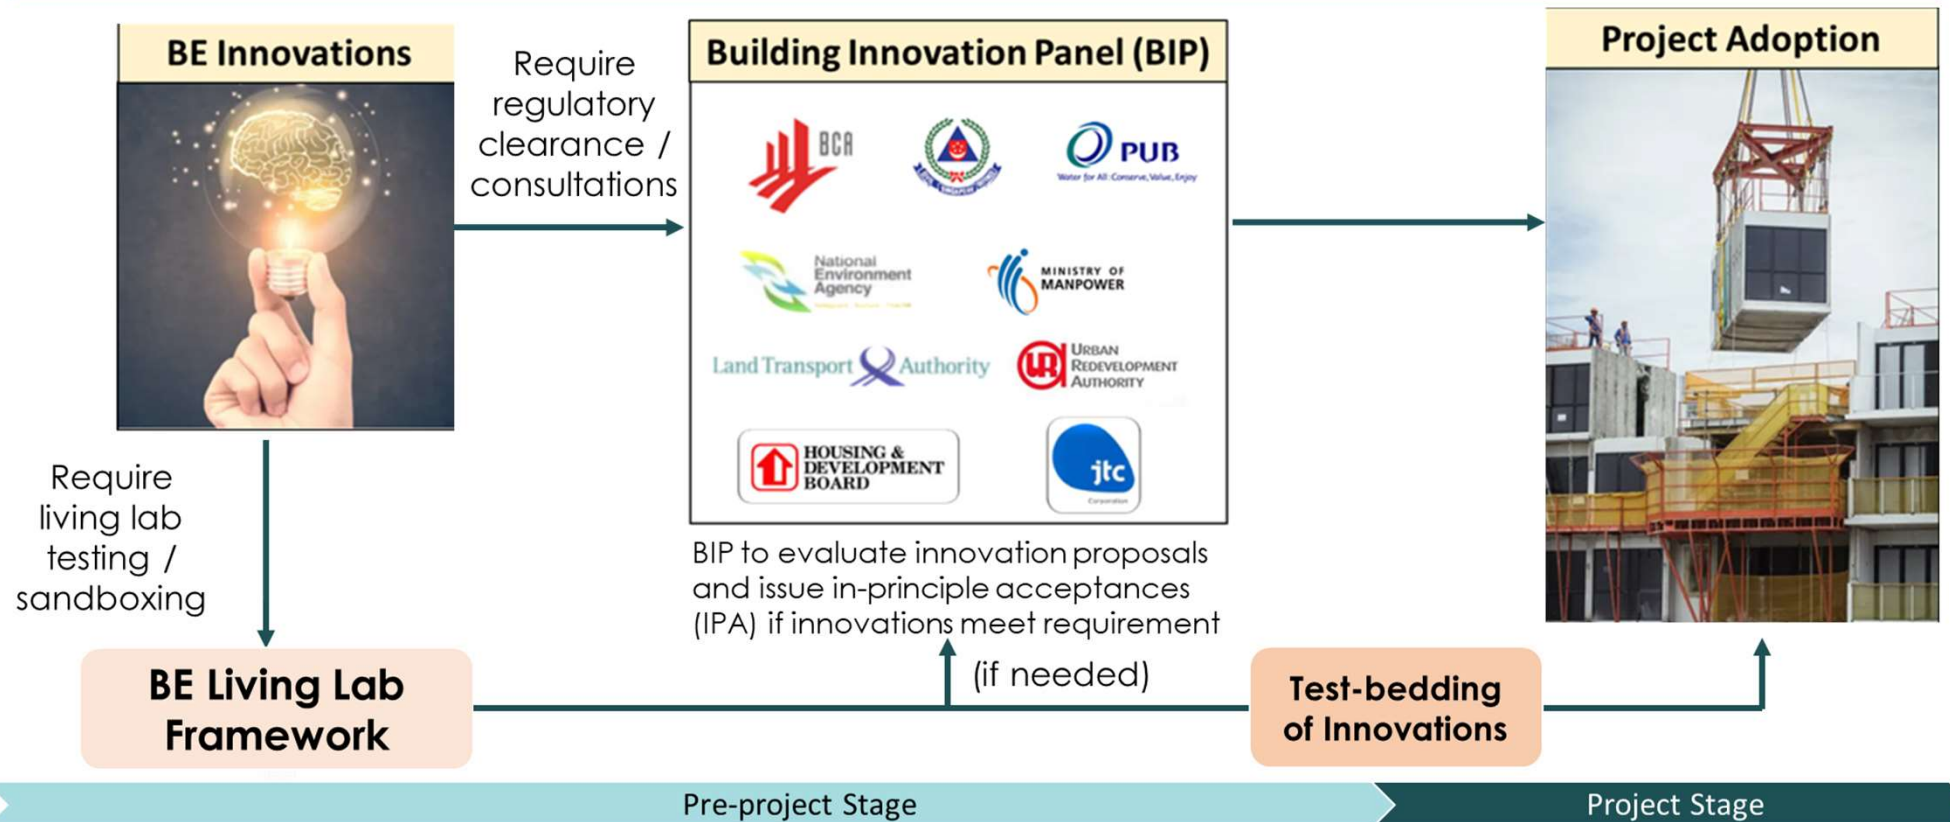 BE Innovations
Require
regulatory
clearance /
consultations
Building Innovation Panel (BIP)
BCA
PUB
Water for All: Conserve, Value, Enjoy
National
Environment
Agency
MINISTRY OF
MANPOWER
Land Transport Authority
URBAN
REDEVELOPMENT
AUTHORITY
HOUSING &
DEVELOPMENT
BOARD
jtc
Corporation
Project Adoption
Require
living lab
testing /
sandboxing
BIP to evaluate innovation proposals
and issue in-principle acceptances
(IPA) if innovations meet requirement
(if needed)
BE Living Lab
Framework
Test-bedding
of Innovations
Pre-project Stage
Project Stage